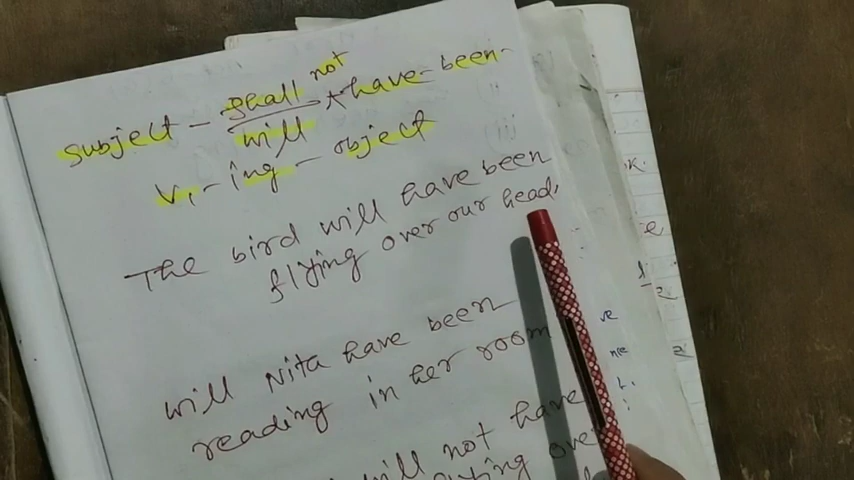 not
subject - shall have-been-
will
V1-ing-object
The bird will have been
flying over our head.
will Nita have been
reading in her room
will not have
over